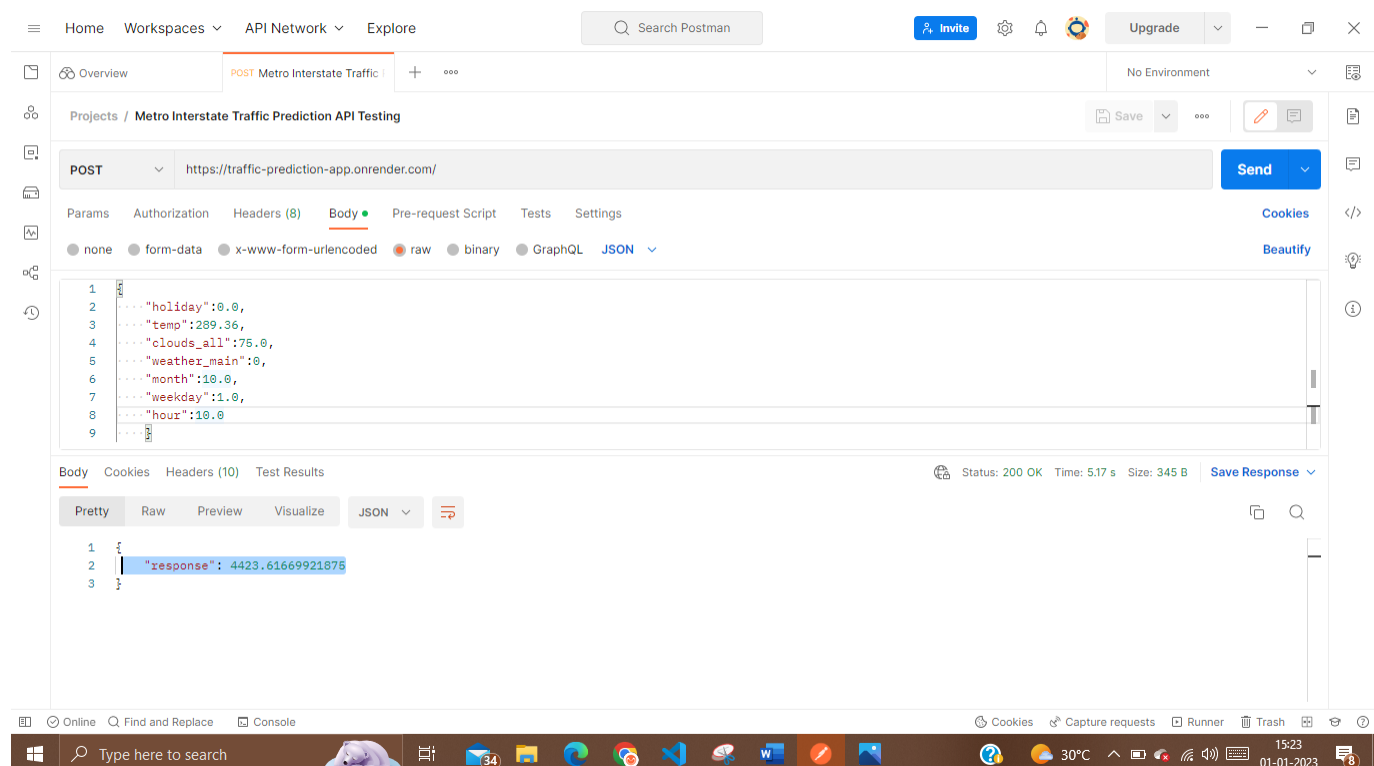 Home Workspaces API Network Explore Search Postman Invite Upgrade
Overview POST Metro Interstate Traffic No Environment
Projects / Metro Interstate Traffic Prediction API Testing Save
POST https://traffic-prediction-app.onrender.com/ Send
Params Authorization Headers (8) Body Pre-request Script Tests Settings Cookies
none form-data x-www-form-urlencoded raw binary GraphQL JSON Beautify
1 {
2 "holiday":0.0,
3 "temp":289.36,
4 "clouds_all":75.0,
5 "weather_main":0,
6 "month":10.0,
7 "weekday":1.0,
8 "hour":10.0
9 }
Body Cookies Headers (10) Test Results Status: 200 OK Time: 5.17 s Size: 345 B Save Response
Pretty Raw Preview Visualize JSON
1 {
2 "response": 4423.61669921875
3 }
Online Find and Replace Console Cookies Capture requests Runner Trash
Type here to search 34 30°C 15:23 8
01-01-2023